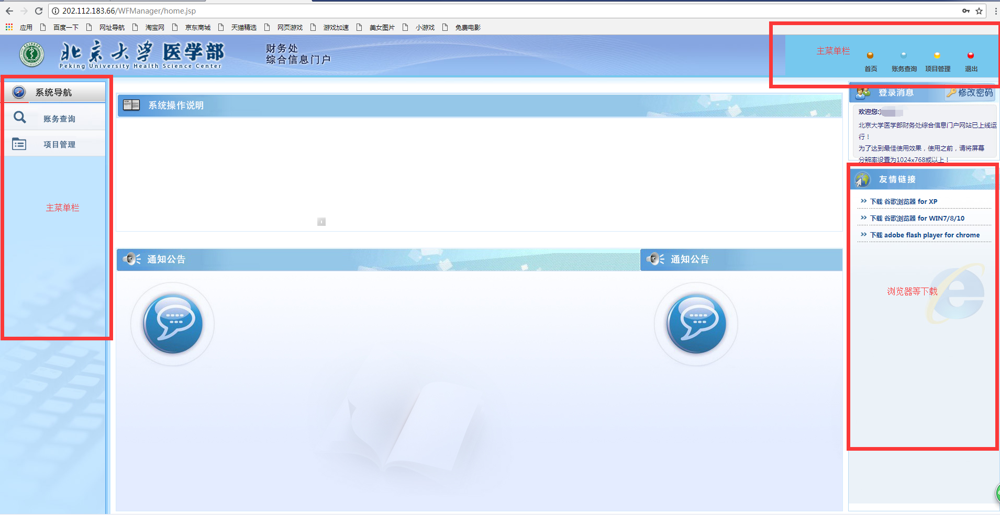 202.112.183.66/WFManager/home.jsp
应用 百度一下 网址导航 淘宝网 京东商城 天猫精选 网页游戏 游戏加速 美女图片 小游戏 免费电影
北京大学医学部
Peking University Health Science Center
财务处
综合信息门户
主菜单栏
首页 账务查询 项目管理 退出
系统导航
账务查询
项目管理
主菜单栏
系统操作说明
通知公告
通知公告
登录消息 修改密码
欢迎您:
北京大学医学部财务处综合信息门户网站已上线运
行！
为了达到最佳使用效果，使用之前，请将屏幕
分辨率设置为1024x768或以上！
友情链接
>> 下载 谷歌浏览器 for XP
>> 下载 谷歌浏览器 for WIN7/8/10
>> 下载 adobe flash player for chrome
浏览器等下载